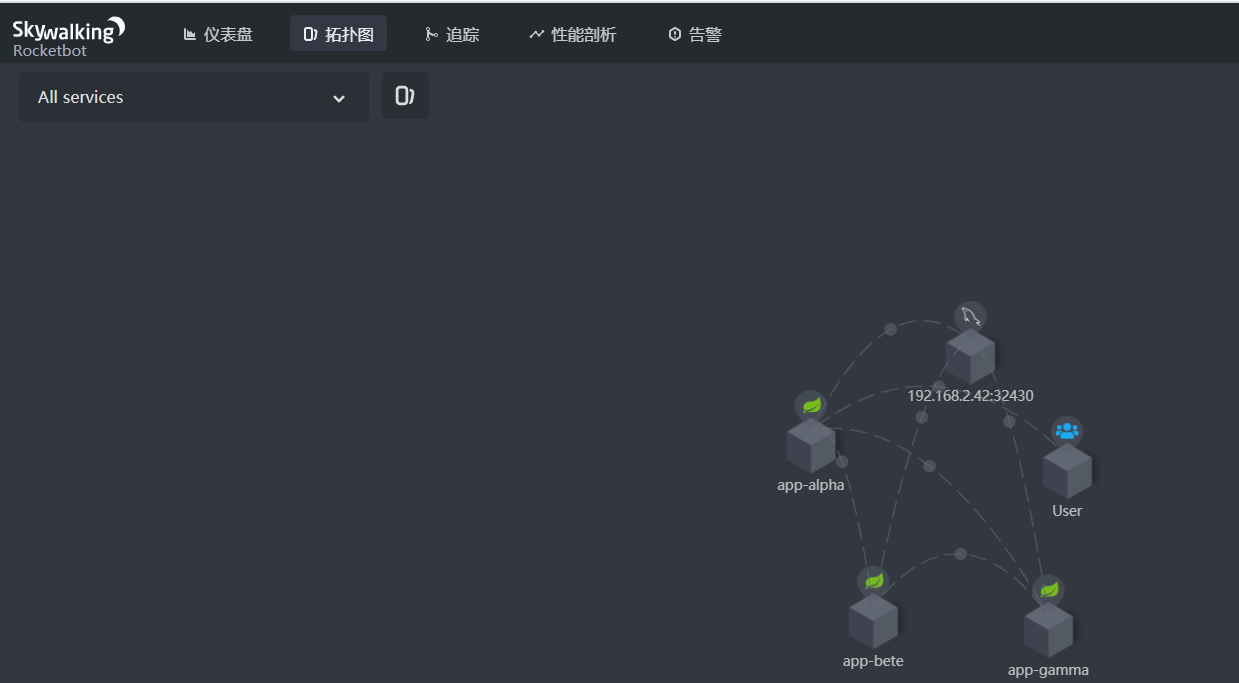 Skywalking
Rocketbot
仪表盘
拓扑图
追踪
性能剖析
告警
All services
192.168.2.42:32430
app-alpha
User
app-bete
app-gamma